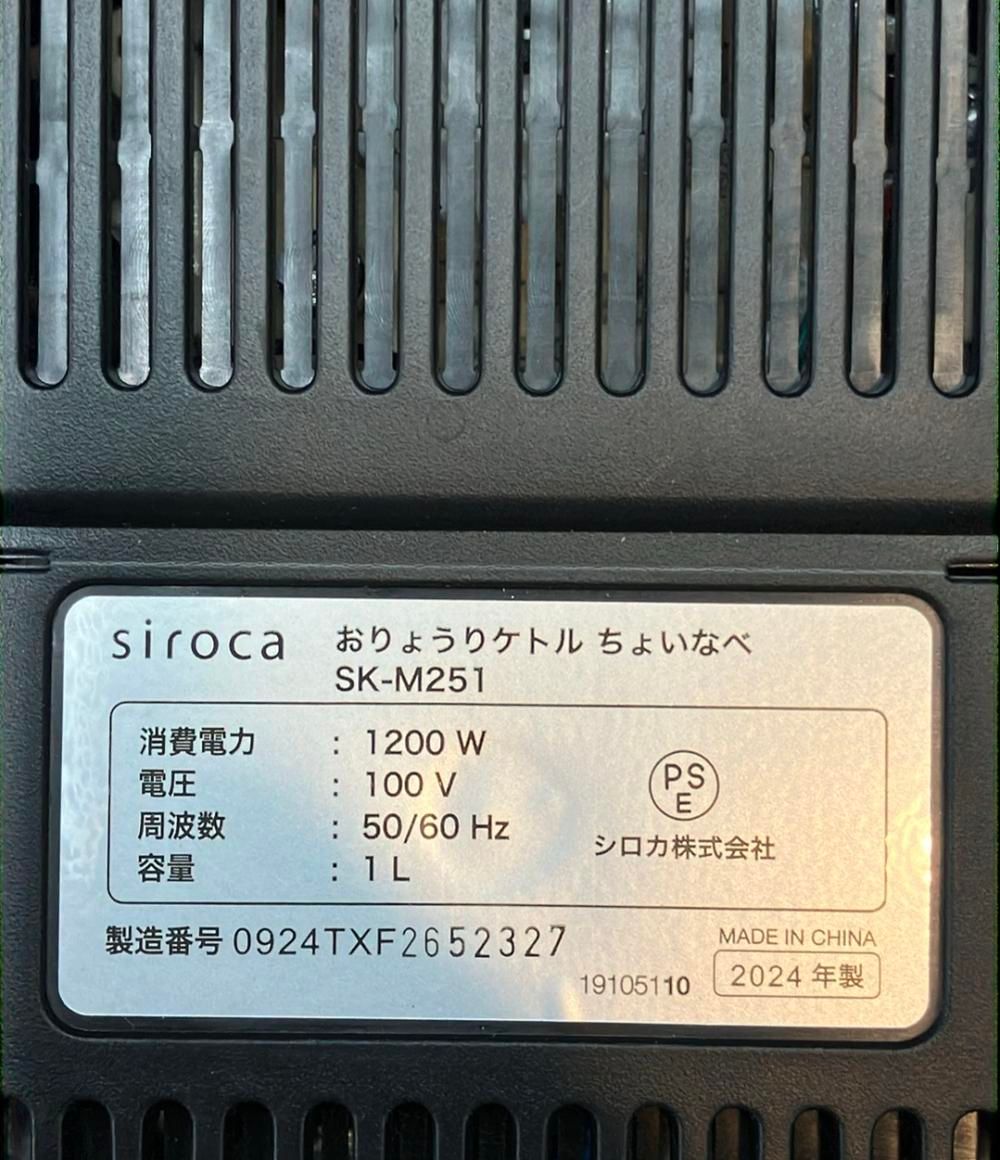 siroca おりょうりケトル ちょいなべ
SK-M251
消費電力 : 1200 W
電圧 : 100 V
周波数 : 50/60 Hz
容量 : 1 L
PS
E
シロカ株式会社
製造番号 0924TXF2652327
MADE IN CHINA
19105110
2024 年製